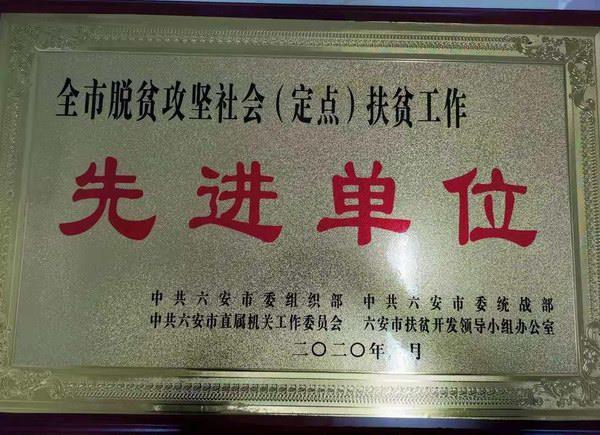 全市脱贫攻坚社会（定点）扶贫工作
先进单位
中共六安市委组织部 中共六安市委统战部
中共六安市直属机关工作委员会 六安市扶贫开发领导小组办公室
二〇二〇年 月